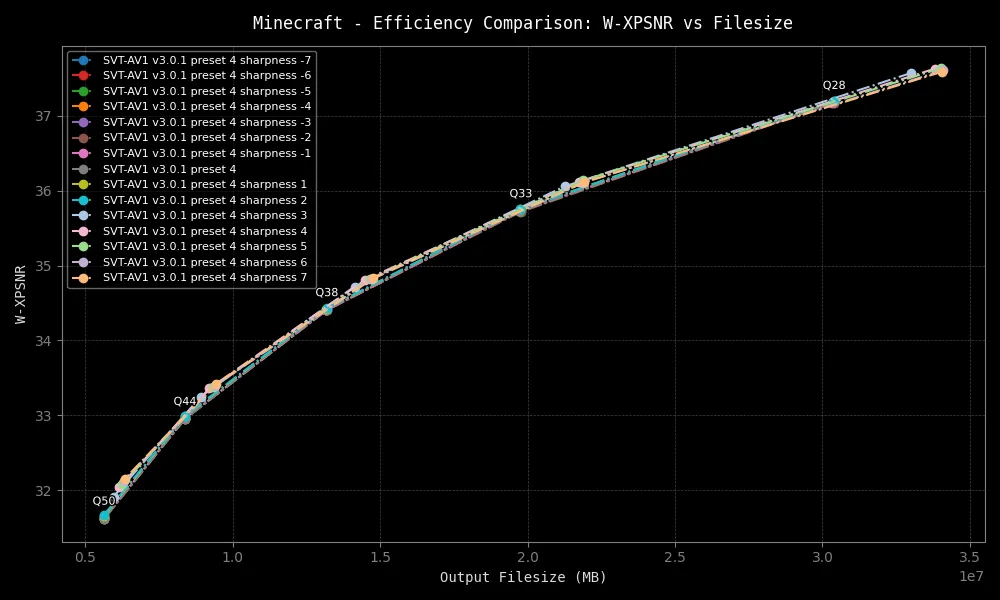 Minecraft - Efficiency Comparison: W-XPSNR vs Filesize
SVT-AV1 v3.0.1 preset 4 sharpness -7
SVT-AV1 v3.0.1 preset 4 sharpness -6
SVT-AV1 v3.0.1 preset 4 sharpness -5
SVT-AV1 v3.0.1 preset 4 sharpness -4
SVT-AV1 v3.0.1 preset 4 sharpness -3
SVT-AV1 v3.0.1 preset 4 sharpness -2
SVT-AV1 v3.0.1 preset 4 sharpness -1
SVT-AV1 v3.0.1 preset 4
SVT-AV1 v3.0.1 preset 4 sharpness 1
SVT-AV1 v3.0.1 preset 4 sharpness 2
SVT-AV1 v3.0.1 preset 4 sharpness 3
SVT-AV1 v3.0.1 preset 4 sharpness 4
SVT-AV1 v3.0.1 preset 4 sharpness 5
SVT-AV1 v3.0.1 preset 4 sharpness 6
SVT-AV1 v3.0.1 preset 4 sharpness 7
Q28
Q33
Q38
Q44
Q50
37
36
35
34
33
32
W-XPSNR
0.5 1.0 1.5 2.0 2.5 3.0 3.5
1e7
Output Filesize (MB)